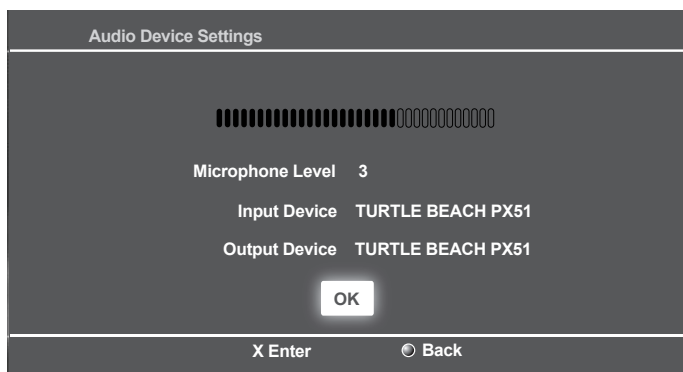 Audio Device Settings
Microphone Level 3
Input Device TURTLE BEACH PX51
Output Device TURTLE BEACH PX51
OK
X Enter Back